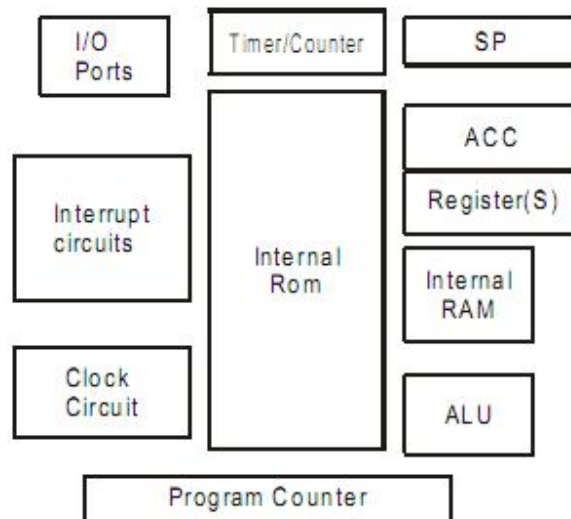 I/O
Ports
Timer/Counter
SP
ACC
Register(S)
Interrupt
circuits
Internal
Rom
Internal
RAM
Clock
Circuit
ALU
Program Counter